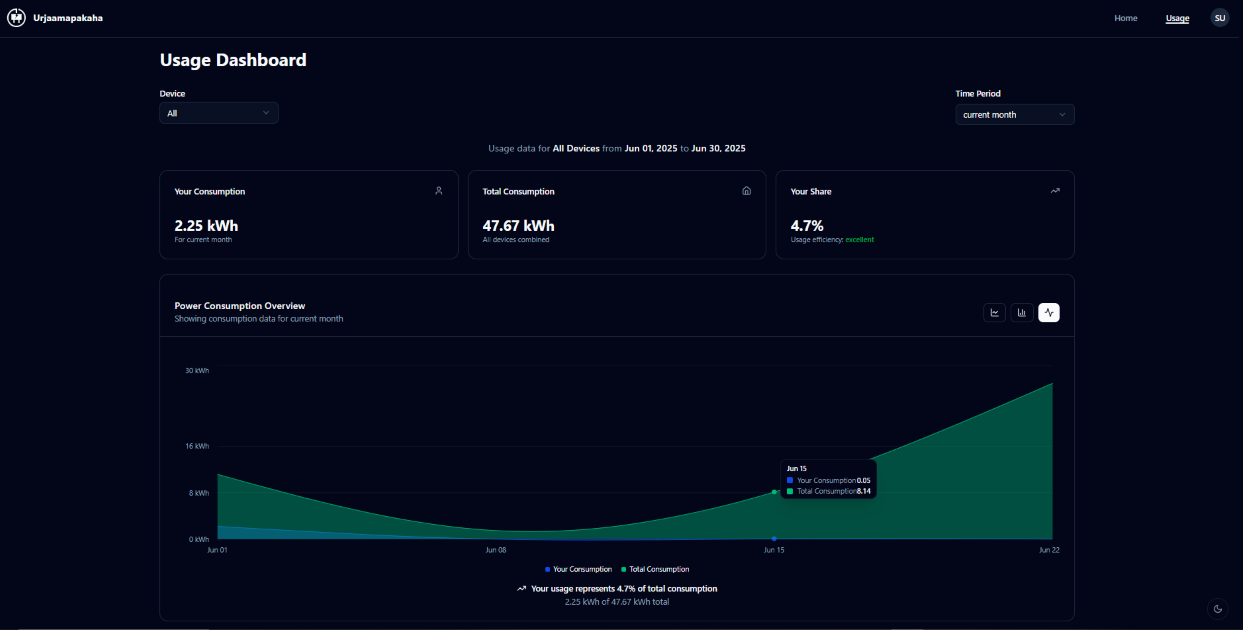 Urjaamapakaha
Home
Usage
SU
Usage Dashboard
Device
All
Time Period
current month
Usage data for All Devices from Jun 01, 2025 to Jun 30, 2025
Your Consumption
2.25 kWh
For current month
Total Consumption
47.67 kWh
All devices combined
Your Share
4.7%
Usage efficiency: excellent
Power Consumption Overview
Showing consumption data for current month
30 kWh
16 kWh
8 kWh
0 kWh
Jun 15
Your Consumption 0.05
Total Consumption 8.14
Jun 01
Jun 08
Jun 15
Jun 22
Your Consumption
Total Consumption
Your usage represents 4.7% of total consumption
2.25 kWh of 47.67 kWh total